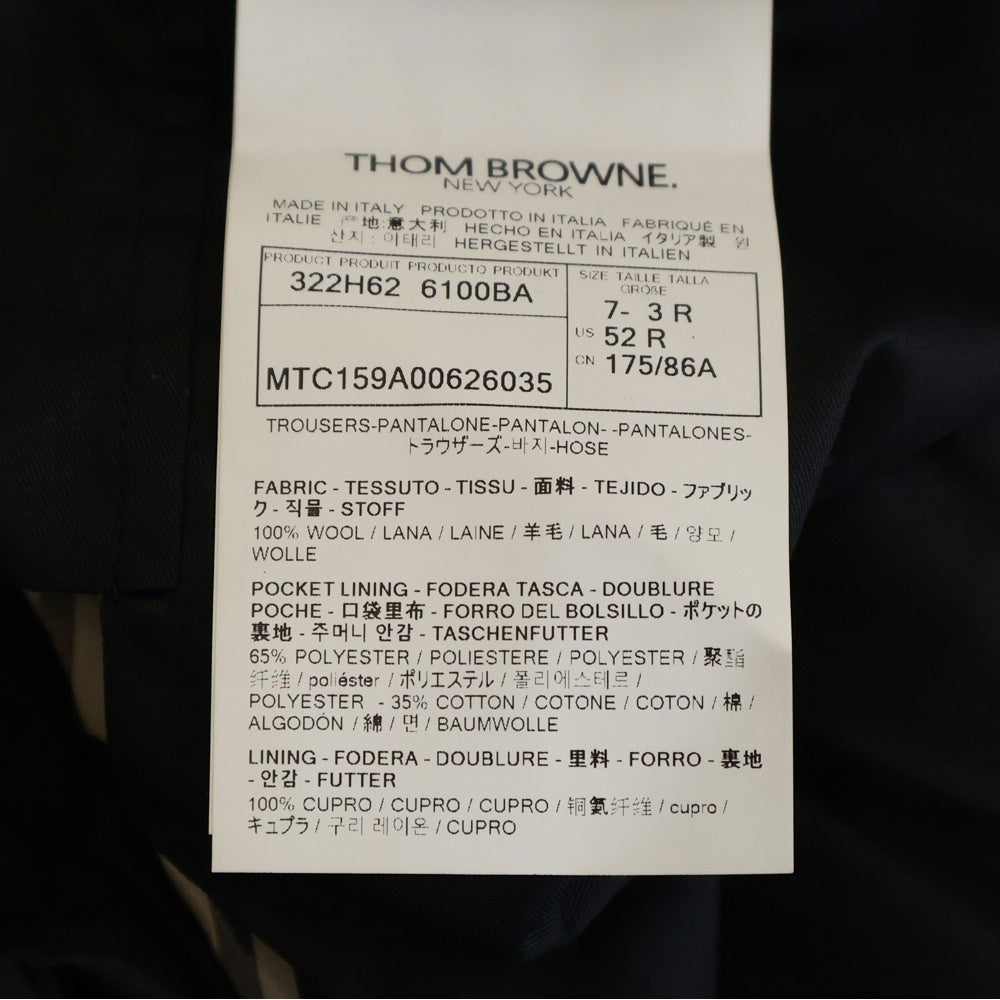 THOM BROWNE.
NEW YORK
MADE IN ITALY PRODOTTO IN ITALIA FABRIQUÉ EN
ITALIE 产地:意大利 HECHO EN ITALIA イタリア製 원
산지 : 이태리 HERGESTELLT IN ITALIEN
PRODUCT PRODUIT PRODUCTO PRODUKT
322H62 6100BA
MTC159A00626035
SIZE TAILLE TALLA
GRÖßE
7- 3 R
US 52 R
CN 175/86A
TROUSERS-PANTALONE-PANTALON- -PANTALONES-
トラウザーズ-바지-HOSE
FABRIC - TESSUTO - TISSU - 面料 - TEJIDO - ファブリッ
ク - 직물 - STOFF
100% WOOL / LANA / LAINE / 羊毛 / LANA / 毛 / 양모 /
WOLLE
POCKET LINING - FODERA TASCA - DOUBLURE
POCHE - 口袋里布 - FORRO DEL BOLSILLO - ポケットの
裏地 - 주머니 안감 - TASCHENFUTTER
65% POLYESTER / POLIESTERE / POLYESTER / 聚酯
纤维 / poliéster / ポリエステル / 폴리에스테르 /
POLYESTER - 35% COTTON / COTONE / COTON / 棉 /
ALGODÓN / 綿 / 면 / BAUMWOLLE
LINING - FODERA - DOUBLURE - 里料 - FORRO - 裏地
- 안감 - FUTTER
100% CUPRO / CUPRO / CUPRO / 铜氨纤维 / cupro /
キュプラ / 구리 레이온 / CUPRO